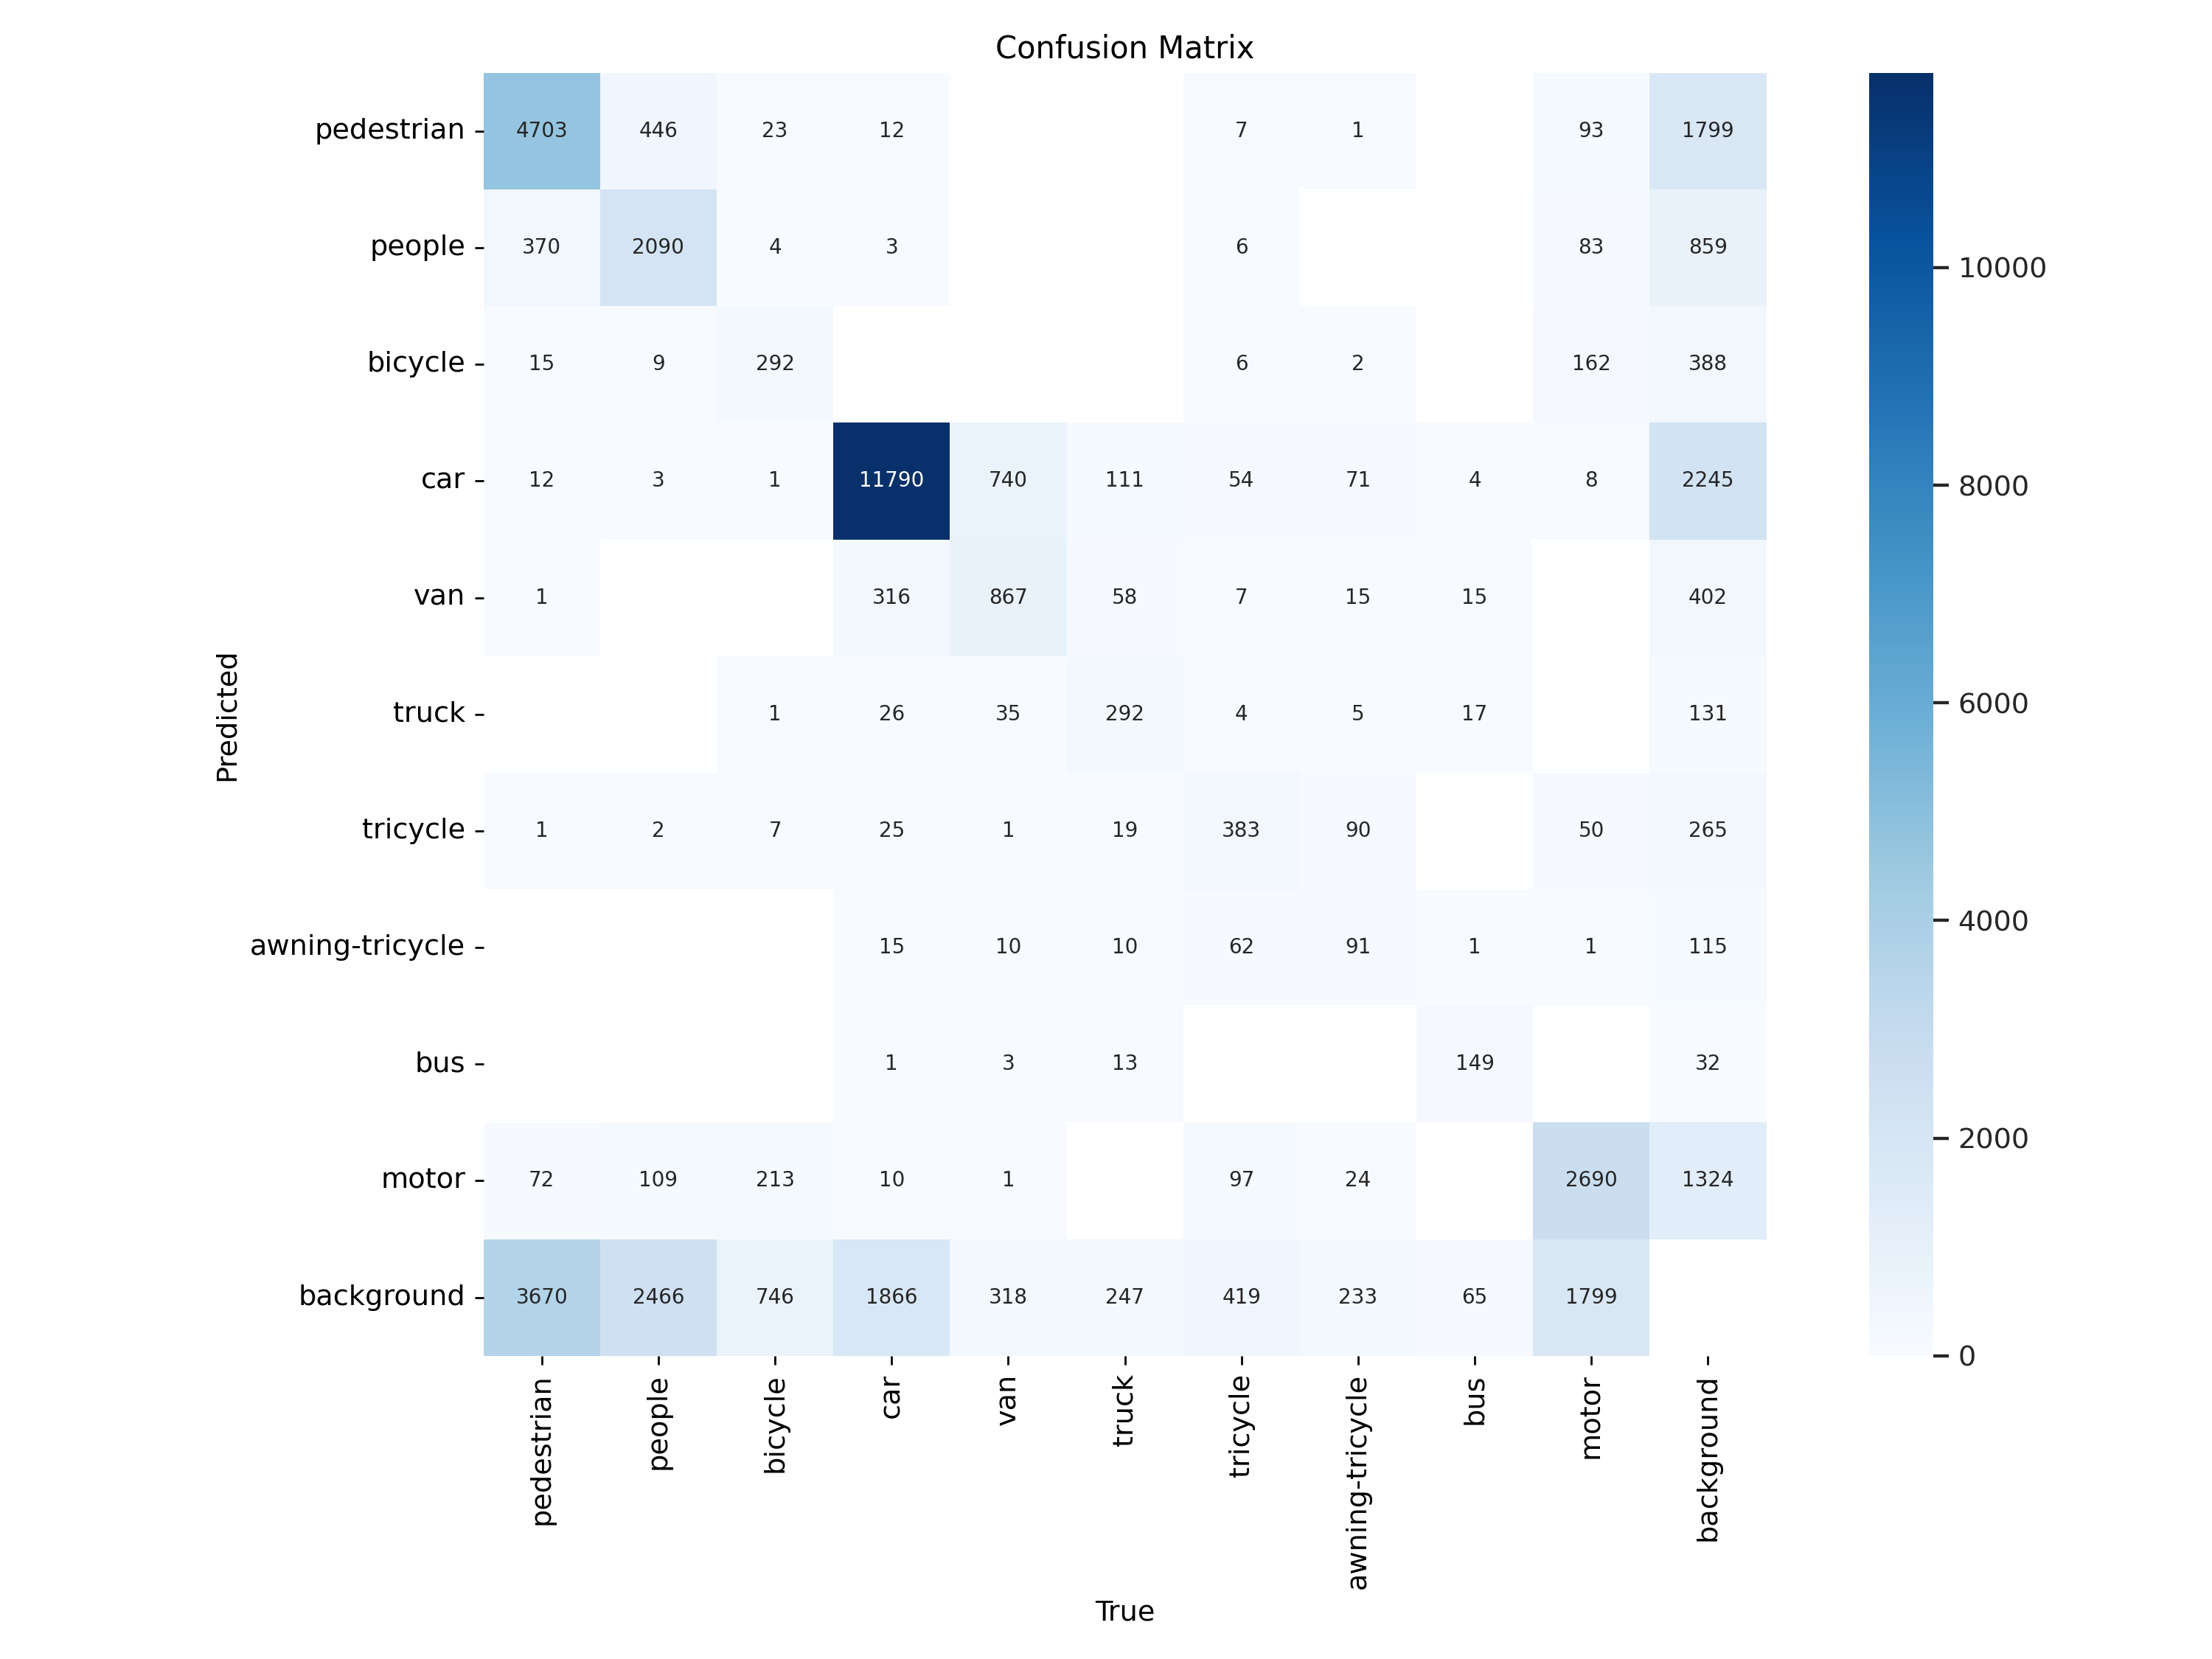 Confusion Matrix
pedestrian 4703 446 23 12 7 1 93 1799
people 370 2090 4 3 6 83 859
10000
bicycle 15 9 292 6 2 162 388
car 12 3 1 11790 740 111 54 71 4 8 2245
8000
van 1 316 867 58 7 15 15 402
Predicted
truck 1 26 35 292 4 5 17 131
6000
tricycle 1 2 7 25 1 19 383 90 50 265
4000
awning-tricycle 15 10 10 62 91 1 1 115
bus 1 3 13 149 32
2000
motor 72 109 213 10 1 97 24 2690 1324
background 3670 2466 746 1866 318 247 419 233 65 1799
0
pedestrian people bicycle car van truck tricycle awning-tricycle bus motor background
True